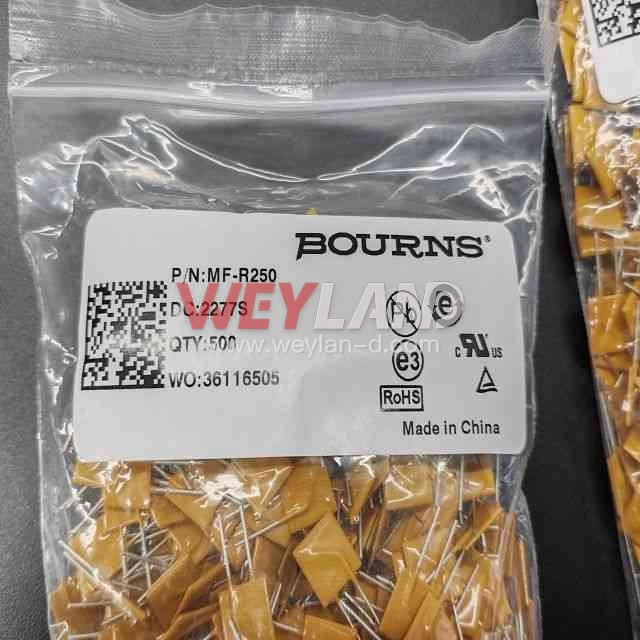 BOURNS®
P/N:MF-R250
DC:2277S
QTY:500
WO:36116505
WEYLAND
www.weylan-d.com
Pb
e3
RoHS
c UL us
Made in China